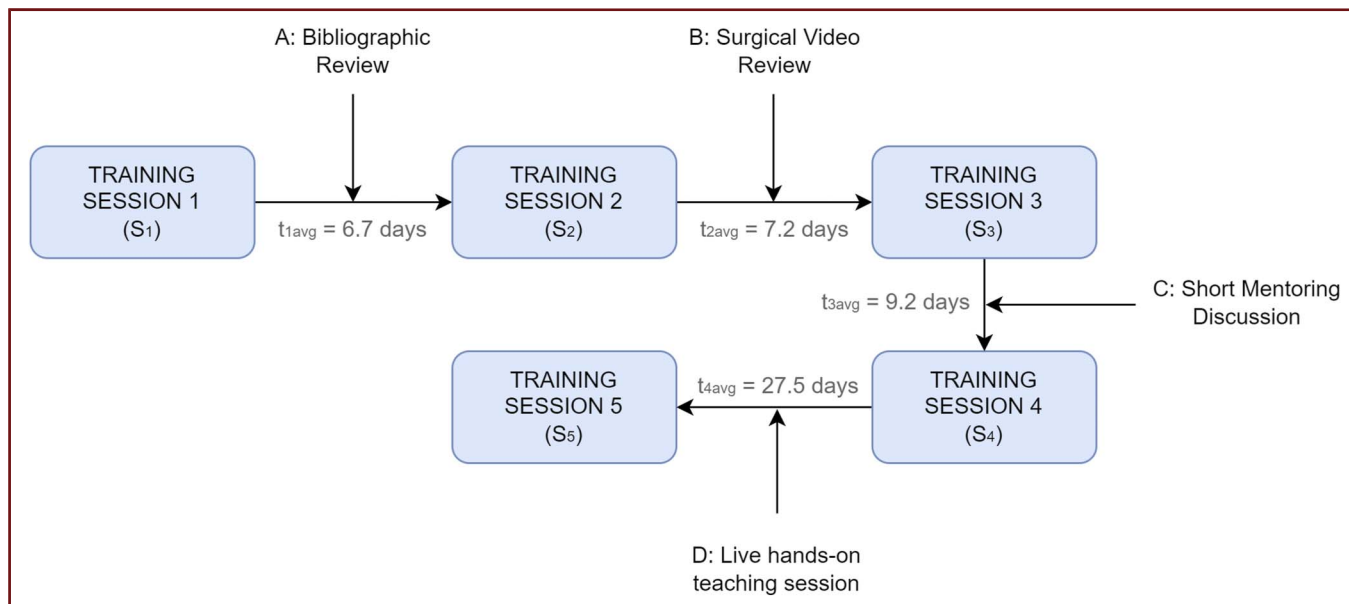 A: Bibliographic
Review
B: Surgical Video
Review
TRAINING
SESSION 1
(S1)
t1avg = 6.7 days
TRAINING
SESSION 2
(S2)
t2avg = 7.2 days
TRAINING
SESSION 3
(S3)
t3avg = 9.2 days
C: Short Mentoring
Discussion
TRAINING
SESSION 4
(S4)
t4avg = 27.5 days
TRAINING
SESSION 5
(S5)
D: Live hands-on
teaching session